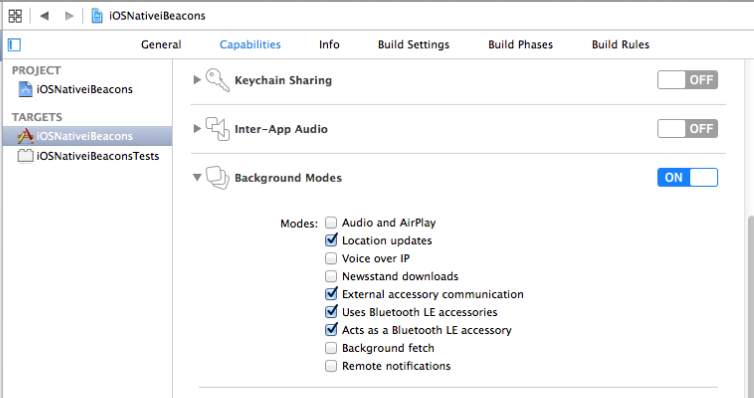 iOSNativeiBeacons
General Capabilities Info Build Settings Build Phases Build Rules
PROJECT
iOSNativeiBeacons
TARGETS
iOSNativeiBeacons
iOSNativeiBeaconsTests
Keychain Sharing OFF
Inter-App Audio OFF
Background Modes ON
Modes: Audio and AirPlay
Location updates
Voice over IP
Newsstand downloads
External accessory communication
Uses Bluetooth LE accessories
Acts as a Bluetooth LE accessory
Background fetch
Remote notifications